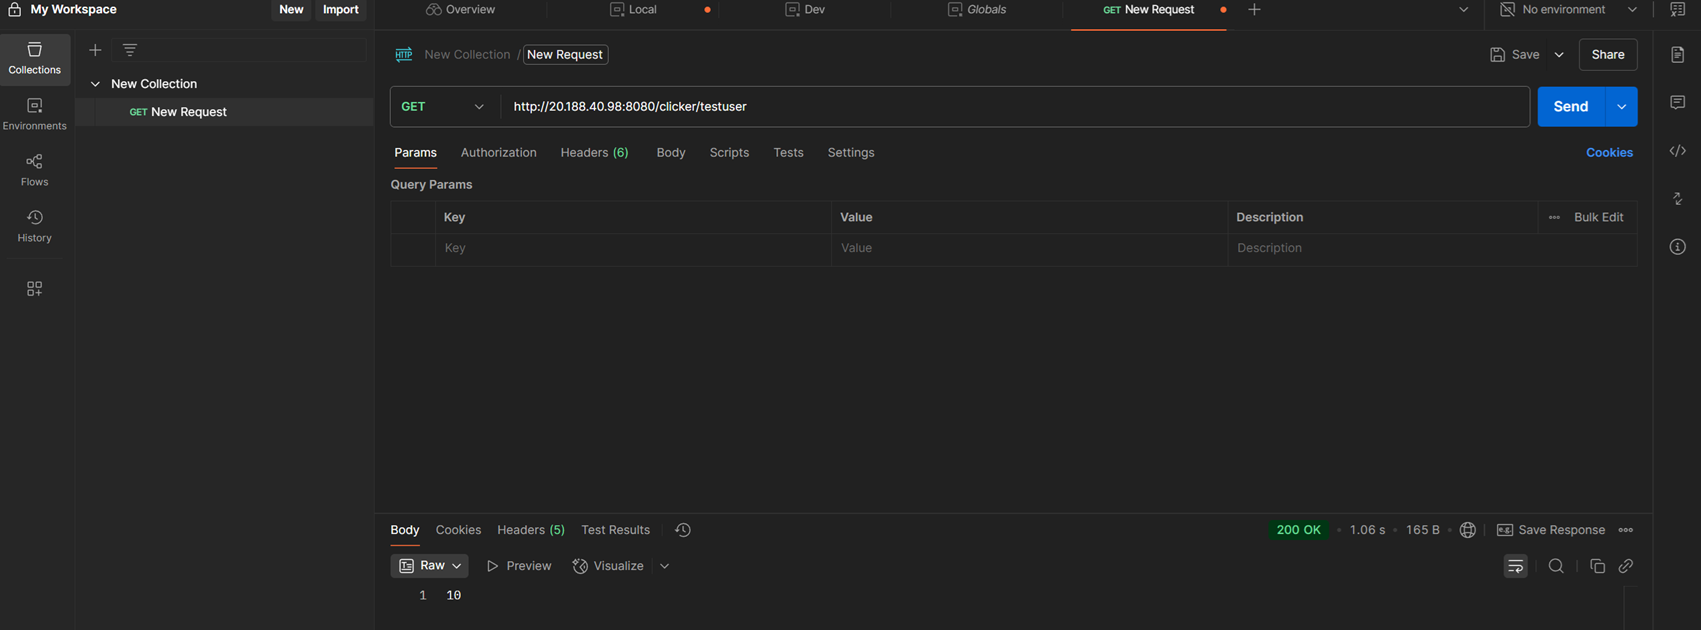 My Workspace New Import Overview Local Dev Globals GET New Request No environment
Collections
New Collection / New Request Save Share
New Collection
GET New Request
GET http://20.188.40.98:8080/clicker/testuser Send
Environments
Params Authorization Headers (6) Body Scripts Tests Settings Cookies
Flows
Query Params
Key Value Description Bulk Edit
History
Key Value Description
Body Cookies Headers (5) Test Results 200 OK • 1.06 s • 165 B • e.g. Save Response
Raw Preview Visualize
1 10